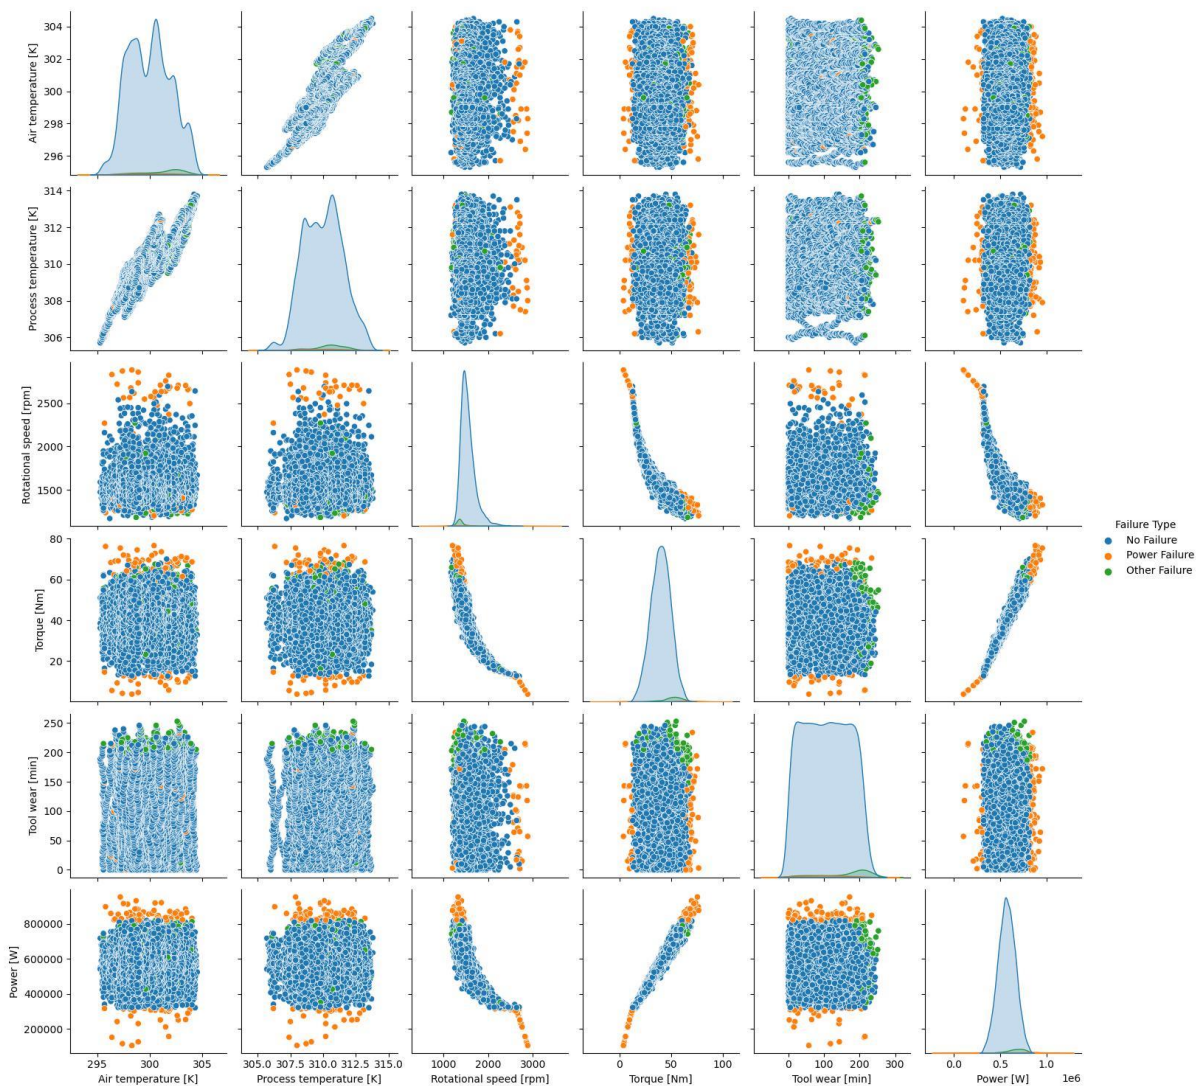 304
302
300
298
296
Air temperature [K]
314
312
310
308
306
Process temperature [K]
2500
2000
1500
Rotational speed [rpm]
80
60
40
20
Torque [Nm]
250
200
150
100
50
0
Tool wear [min]
800000
600000
400000
200000
Power [W]
295 300 305
Air temperature [K]
305.0 307.5 310.0 312.5 315.0
Process temperature [K]
1000 2000 3000
Rotational speed [rpm]
0 50 100
Torque [Nm]
0 100 200 300
Tool wear [min]
0.0 0.5 1.0
1e6
Power [W]
Failure Type
No Failure
Power Failure
Other Failure